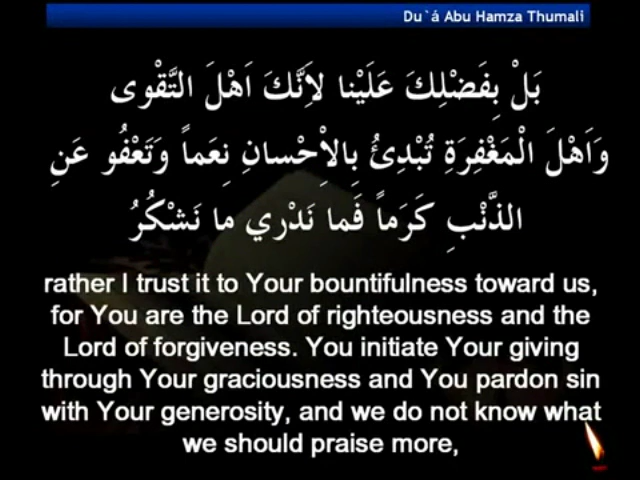 Du`á Abu Hamza Thumali
بَلْ بِفَضْلِكَ عَلَيْنا لاَِنَّكَ اَهْلَ التَّقْوى
وَاَهْلَ الْمَغْفِرَةِ تُبْدِئُ بِالاِْحْسانِ نِعَماً وَتَعْفُو عَنِ
الذَّنْبِ كَرَماً فَما نَدْري ما نَشْكُرُ
rather I trust it to Your bountifulness toward us,
for You are the Lord of righteousness and the
Lord of forgiveness. You initiate Your giving
through Your graciousness and You pardon sin
with Your generosity, and we do not know what
we should praise more,